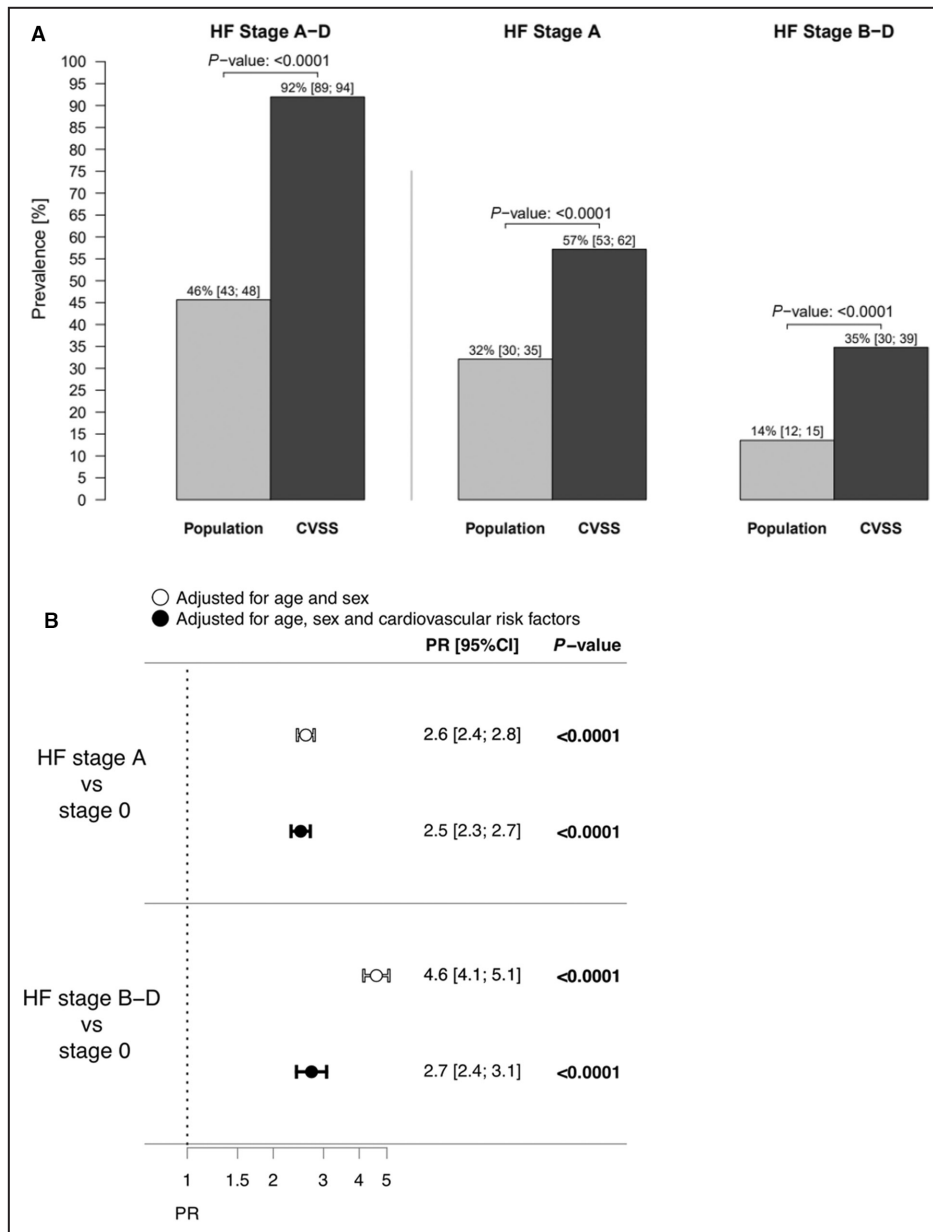 A
HF Stage A–D
HF Stage A
HF Stage B–D
P–value: <0.0001
92% [89; 94]
46% [43; 48]
P–value: <0.0001
57% [53; 62]
32% [30; 35]
P–value: <0.0001
35% [30; 39]
14% [12; 15]
Prevalence [%]
100
95
90
85
80
75
70
65
60
55
50
45
40
35
30
25
20
15
10
5
0
Population CVSS
Population CVSS
Population CVSS
B
Adjusted for age and sex
Adjusted for age, sex and cardiovascular risk factors
PR [95%CI] P–value
HF stage A
vs
stage 0
2.6 [2.4; 2.8] <0.0001
2.5 [2.3; 2.7] <0.0001
HF stage B–D
vs
stage 0
4.6 [4.1; 5.1] <0.0001
2.7 [2.4; 3.1] <0.0001
1 1.5 2 3 4 5
PR